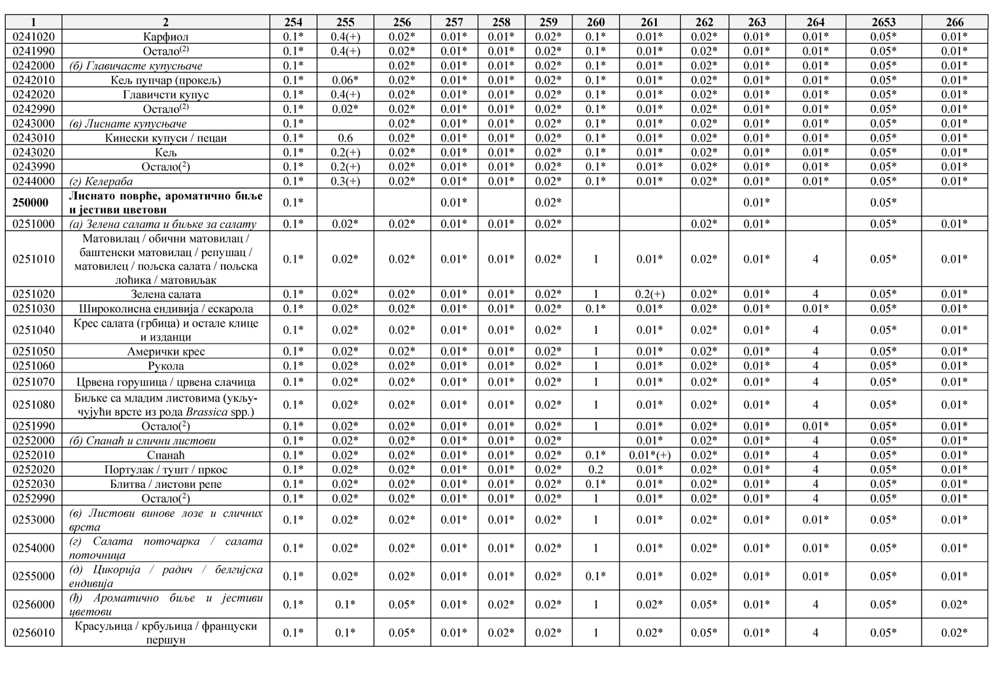 1 2 254 255 256 257 258 259 260 261 262 263 264 2653 266
0241020 Карфиол 0.1* 0.4(+) 0.02* 0.01* 0.01* 0.02* 0.1* 0.01* 0.02* 0.01* 0.01* 0.05* 0.01*
0241990 Остало(2) 0.1* 0.4(+) 0.02* 0.01* 0.01* 0.02* 0.1* 0.01* 0.02* 0.01* 0.01* 0.05* 0.01*
0242000 (б) Главичасте купусњаче 0.1* 0.02* 0.01* 0.01* 0.02* 0.1* 0.01* 0.02* 0.01* 0.01* 0.05* 0.01*
0242010 Кељ пупчар (прокељ) 0.1* 0.06* 0.02* 0.01* 0.01* 0.02* 0.1* 0.01* 0.02* 0.01* 0.01* 0.05* 0.01*
0242020 Главичсти купус 0.1* 0.4(+) 0.02* 0.01* 0.01* 0.02* 0.1* 0.01* 0.02* 0.01* 0.01* 0.05* 0.01*
0242990 Остало(2) 0.1* 0.02* 0.02* 0.01* 0.01* 0.02* 0.1* 0.01* 0.02* 0.01* 0.01* 0.05* 0.01*
0243000 (в) Лиснате купусњаче 0.1* 0.02* 0.01* 0.01* 0.02* 0.1* 0.01* 0.02* 0.01* 0.01* 0.05* 0.01*
0243010 Кинески купуси / пецаи 0.1* 0.6 0.02* 0.01* 0.01* 0.02* 0.1* 0.01* 0.02* 0.01* 0.01* 0.05* 0.01*
0243020 Кељ 0.1* 0.2(+) 0.02* 0.01* 0.01* 0.02* 0.1* 0.01* 0.02* 0.01* 0.01* 0.05* 0.01*
0243990 Остало(2) 0.1* 0.2(+) 0.02* 0.01* 0.01* 0.02* 0.1* 0.01* 0.02* 0.01* 0.01* 0.05* 0.01*
0244000 (г) Келераба 0.1* 0.3(+) 0.02* 0.01* 0.01* 0.02* 0.1* 0.01* 0.02* 0.01* 0.01* 0.05* 0.01*
250000 Лиснато поврће, ароматично биље
и јестиви цветови 0.1* 0.01* 0.02* 0.01* 0.05*
0251000 (а) Зелена салата и биљке за салату 0.1* 0.02* 0.02* 0.01* 0.01* 0.02* 0.02* 0.01* 0.05* 0.01*
Матовилац / обични матовилац /
баштенски матовилац / репушац /
0251010 матовилец / пољска салата / пољска 0.1* 0.02* 0.02* 0.01* 0.01* 0.02* 1 0.01* 0.02* 0.01* 4 0.05* 0.01*
лоћика / матовиљак
0251020 Зелена салата 0.1* 0.02* 0.02* 0.01* 0.01* 0.02* 1 0.2(+) 0.02* 0.01* 4 0.05* 0.01*
0251030 Широколисна ендивија / ескарола 0.1* 0.02* 0.02* 0.01* 0.01* 0.02* 0.1* 0.01* 0.02* 0.01* 0.01* 0.05* 0.01*
0251040 Крес салата (грбица) и остале клице
и изданци 0.1* 0.02* 0.02* 0.01* 0.01* 0.02* 1 0.01* 0.02* 0.01* 4 0.05* 0.01*
0251050 Амерички крес 0.1* 0.02* 0.02* 0.01* 0.01* 0.02* 1 0.01* 0.02* 0.01* 4 0.05* 0.01*
0251060 Рукола 0.1* 0.02* 0.02* 0.01* 0.01* 0.02* 1 0.01* 0.02* 0.01* 4 0.05* 0.01*
0251070 Црвена горушица / црвена слачица 0.1* 0.02* 0.02* 0.01* 0.01* 0.02* 1 0.01* 0.02* 0.01* 4 0.05* 0.01*
0251080 Биљке са младим листовима (укљу-
чујући врсте из рода Brassica spp.) 0.1* 0.02* 0.02* 0.01* 0.01* 0.02* 1 0.01* 0.02* 0.01* 4 0.05* 0.01*
0251990 Остало(2) 0.1* 0.02* 0.02* 0.01* 0.01* 0.02* 1 0.01* 0.02* 0.01* 0.01* 0.05* 0.01*
0252000 (б) Спанаћ и слични листови 0.1* 0.02* 0.02* 0.01* 0.01* 0.02* 0.01* 0.02* 0.01* 4 0.05* 0.01*
0252010 Спанаћ 0.1* 0.02* 0.02* 0.01* 0.01* 0.02* 0.1* 0.01*(+) 0.02* 0.01* 4 0.05* 0.01*
0252020 Портулак / тушт / пркос 0.1* 0.02* 0.02* 0.01* 0.01* 0.02* 0.2 0.01* 0.02* 0.01* 4 0.05* 0.01*
0252030 Блитва / листови репе 0.1* 0.02* 0.02* 0.01* 0.01* 0.02* 0.1* 0.01* 0.02* 0.01* 4 0.05* 0.01*
0252990 Остало(2) 0.1* 0.02* 0.02* 0.01* 0.01* 0.02* 1 0.01* 0.02* 0.01* 4 0.05* 0.01*
0253000 (в) Листови винове лозе и сличних
врста 0.1* 0.02* 0.02* 0.01* 0.01* 0.02* 1 0.01* 0.02* 0.01* 0.01* 0.05* 0.01*
0254000 (г) Салата поточарка / салата
поточница 0.1* 0.02* 0.02* 0.01* 0.01* 0.02* 1 0.01* 0.02* 0.01* 0.01* 0.05* 0.01*
0255000 (д) Цикорија / радич / белгијска
ендивија 0.1* 0.02* 0.02* 0.01* 0.01* 0.02* 0.1* 0.01* 0.02* 0.01* 0.01* 0.05* 0.01*
0256000 (ђ) Ароматично биље и јестиви
цветови 0.1* 0.1* 0.05* 0.01* 0.02* 0.02* 1 0.02* 0.05* 0.01* 4 0.05* 0.02*
0256010 Красуљица / крбуљица / француски
першун 0.1* 0.1* 0.05* 0.01* 0.02* 0.02* 1 0.02* 0.05* 0.01* 4 0.05* 0.02*